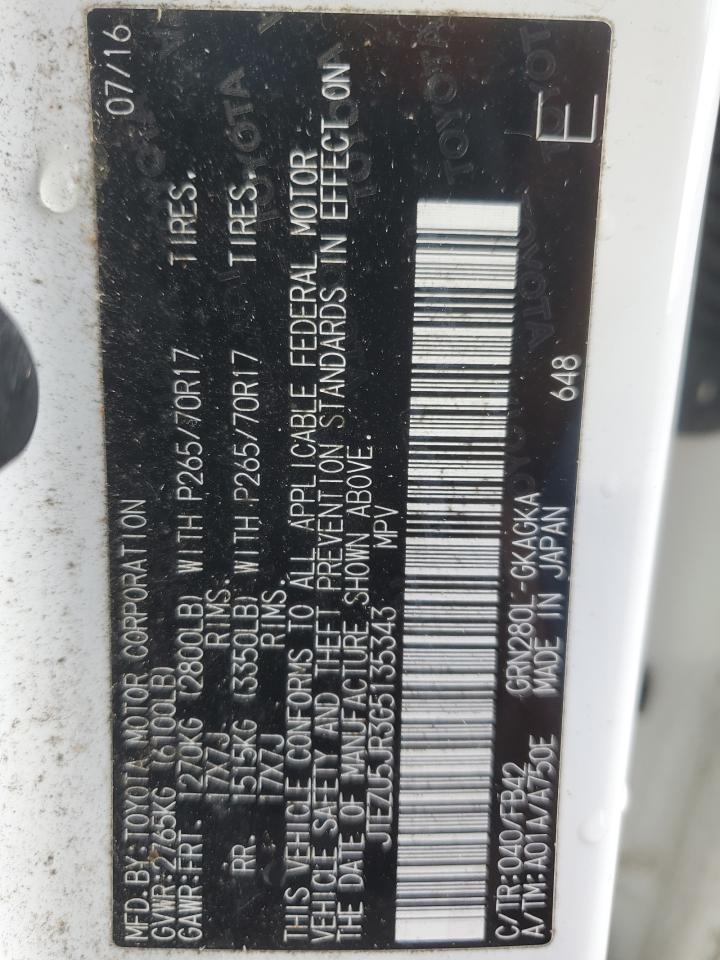 MFD.BY:TOYOTA MOTOR CORPORATION 07/16
GVWR:2765KG (6100LB)
GAWR:FRT. 1270KG (2800LB) WITH P265/70R17 TIRES.
17X7J RIMS.
RR. 1515KG (3350LB) WITH P265/70R17 TIRES.
17X7J RIMS.
THIS VEHICLE CONFORMS TO ALL APPLICABLE FEDERAL MOTOR
VEHICLE SAFETY AND THEFT PREVENTION STANDARDS IN EFFECT ON
THE DATE OF MANUFACTURE SHOWN ABOVE.
JTEZU5JR3G5135343 MPV
C/TR:040/FB42 GRN280L-GKAGKA
A/TM:A01A/A750E MADE IN JAPAN 648
E